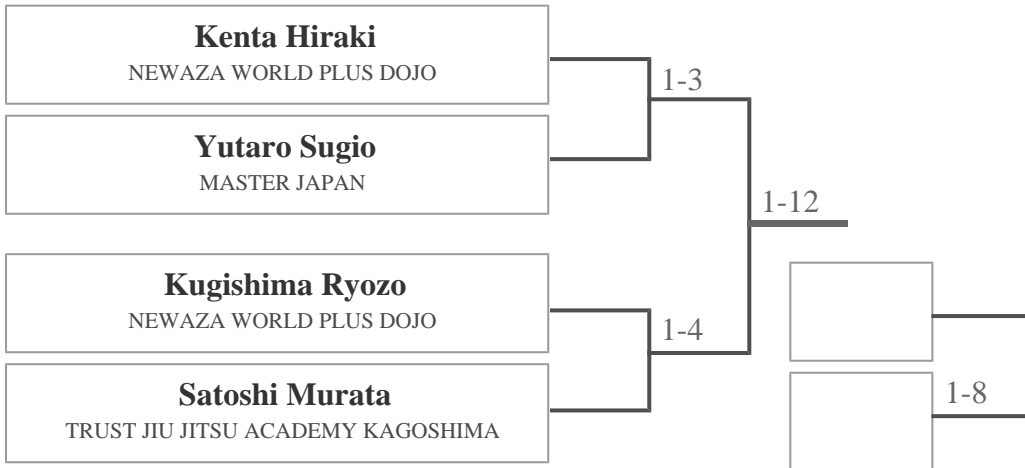 Kenta Hiraki
NEWAZA WORLD PLUS DOJO
1-3
Yutaro Sugio
MASTER JAPAN
1-12
Kugishima Ryozo
NEWAZA WORLD PLUS DOJO
1-4
Satoshi Murata
TRUST JIU JITSU ACADEMY KAGOSHIMA
1-8